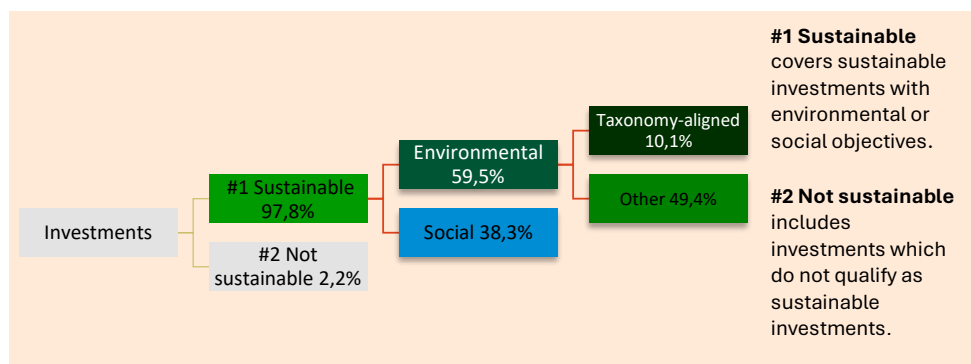 Investments
#1 Sustainable
97,8%
#2 Not
sustainable 2,2%
Environmental
59,5%
Social 38,3%
Taxonomy-aligned
10,1%
Other 49,4%
#1 Sustainable
covers sustainable
investments with
environmental or
social objectives.
#2 Not sustainable
includes
investments which
do not qualify as
sustainable
investments.